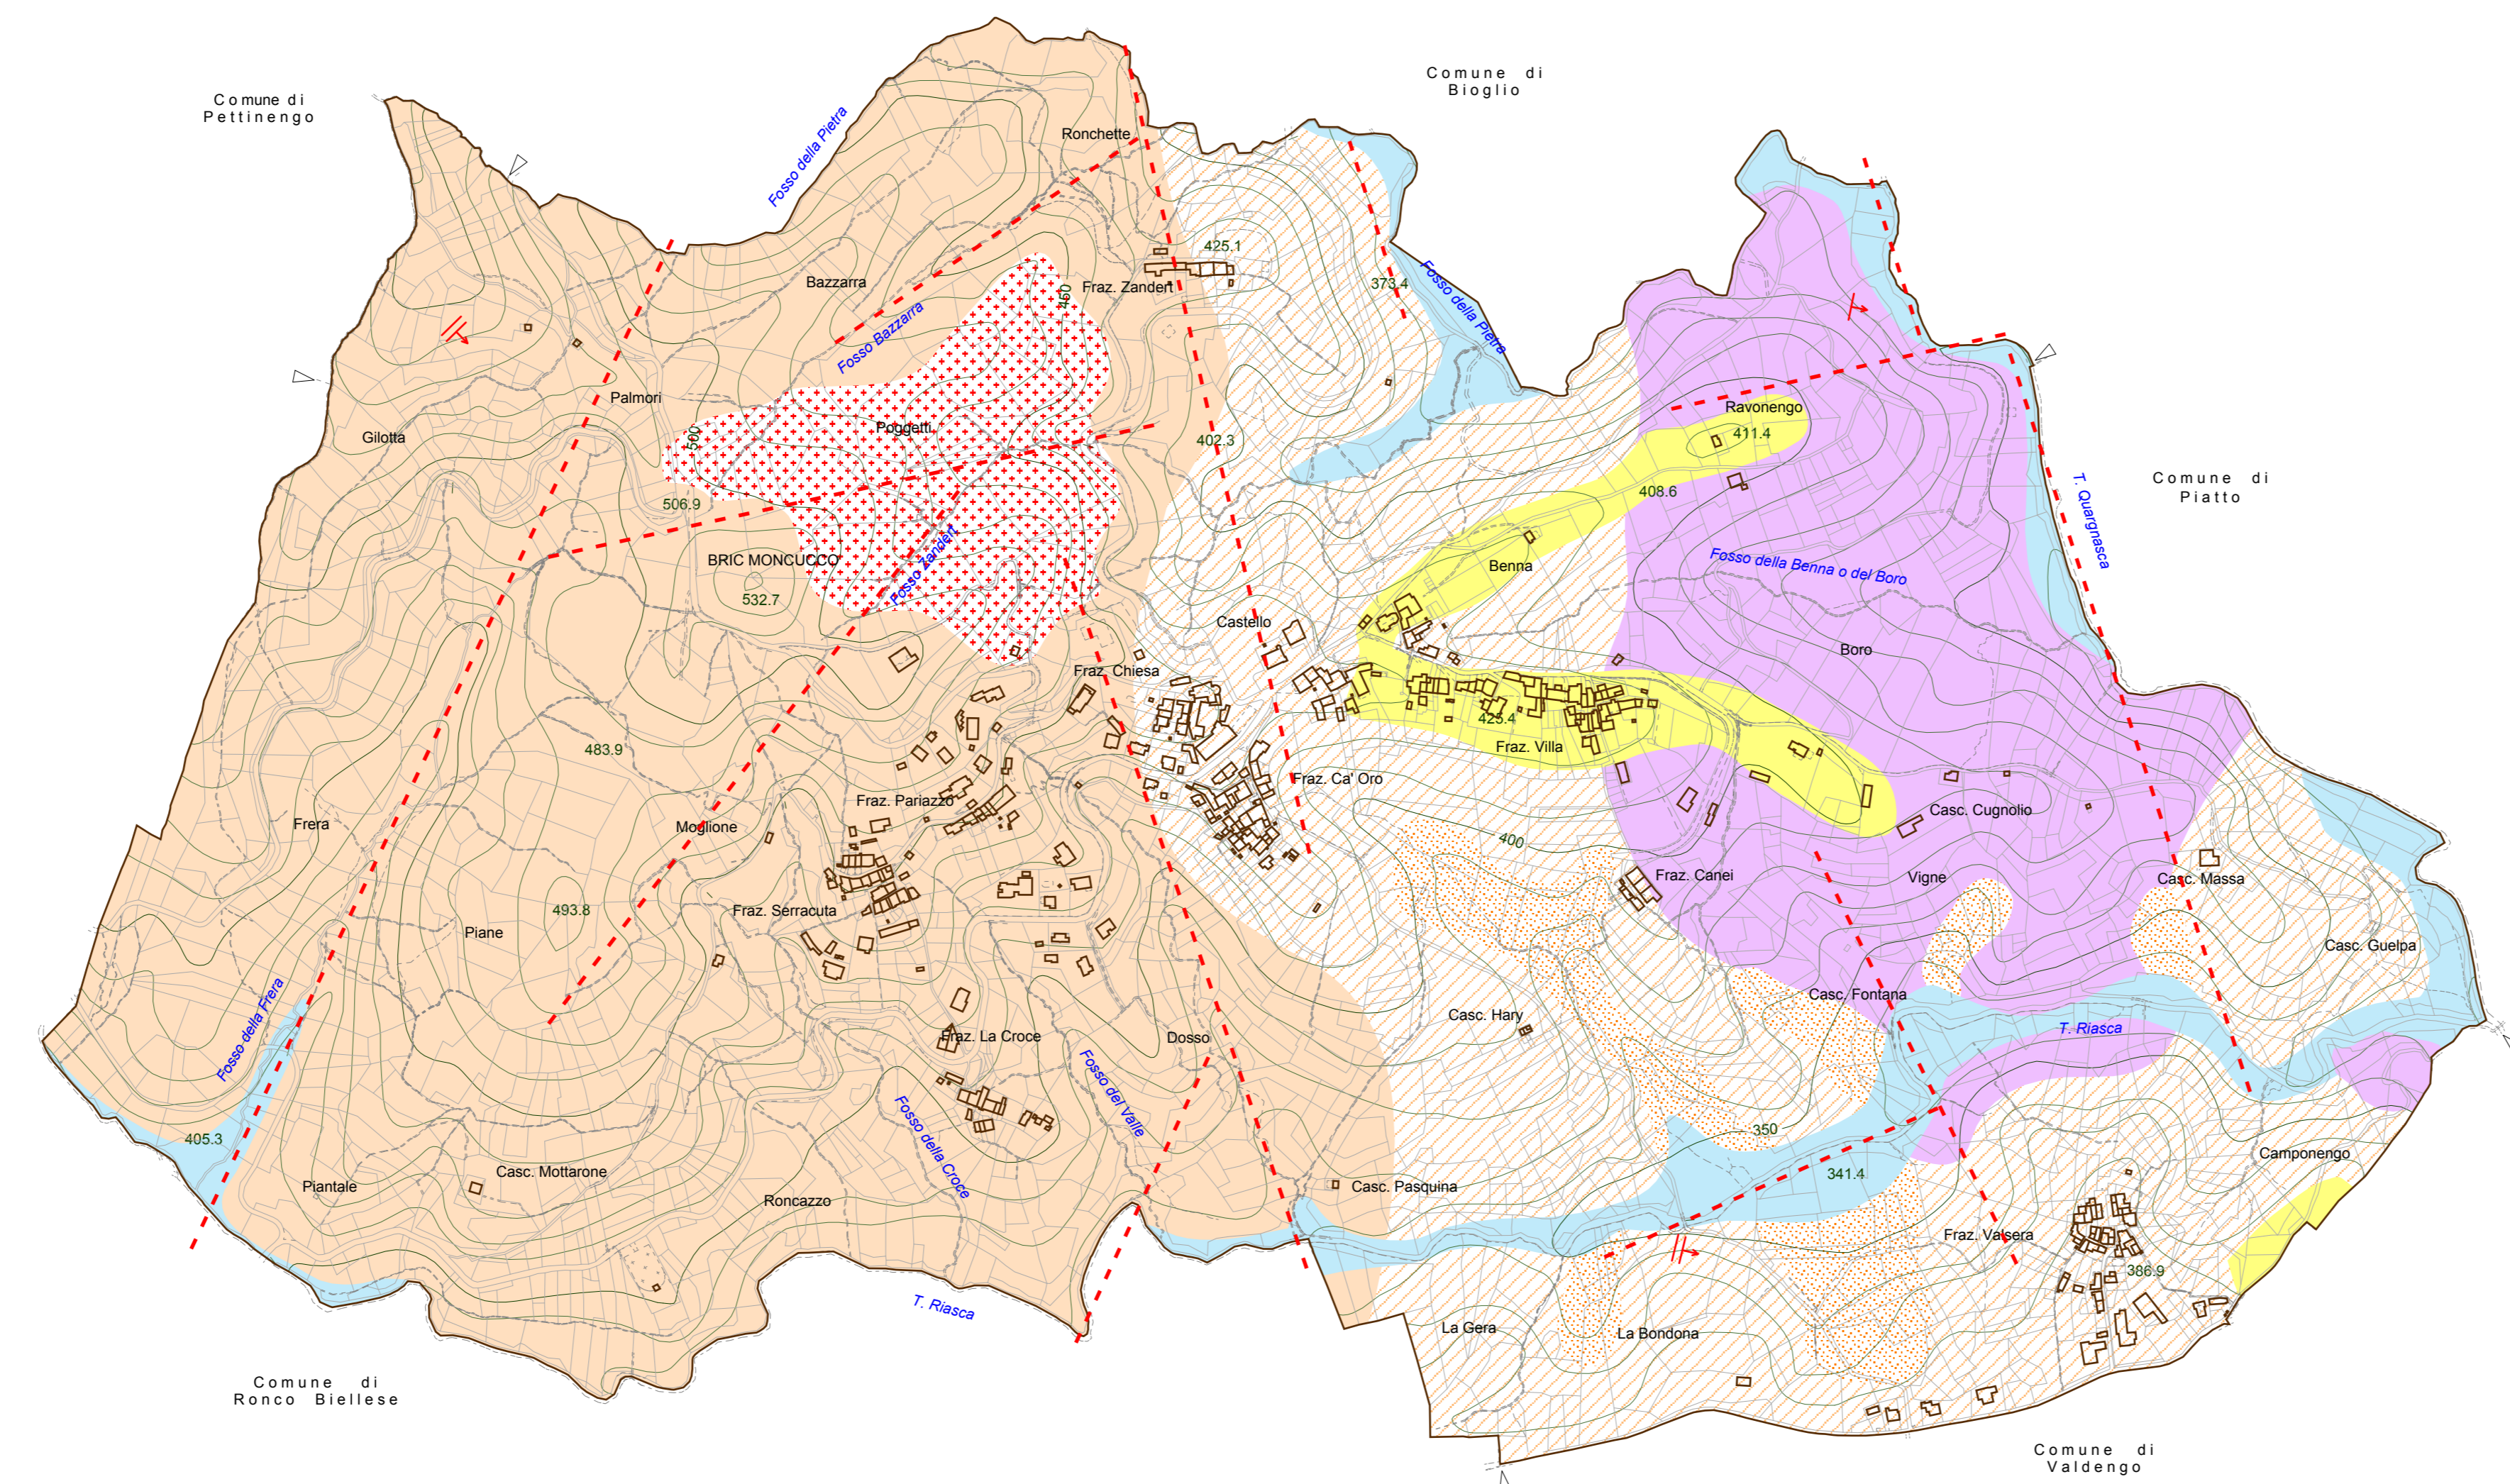 Comune di
Pettinengo
Comune di
Bioglio
Fosso della Pietra
Ronchette
425.1
Bazzarra
Fraz. Zandert
450
373.4
Fosso della Pietra
Fosso Bazzarra
Palmori
Gilotta
500
Poggetti
402.3
Ravonengo
411.4
408.6
Comune di
Piatto
T. Quargnasca
506.9
BRIC MONCUCCO
532.7
Fosso Zandert
Benna
Fosso della Benna o del Boro
Castello
Boro
Fraz. Chiesa
423.4
Fraz. Villa
483.9
Fraz. Ca' Oro
Fraz. Pariazzo
Moglione
Frera
400
Casc. Cugnolio
Fraz. Canei
Vigne
Casc. Massa
493.8
Fraz. Serracuta
Piane
Casc. Guelpa
Casc. Fontana
Casc. Hary
T. Riasca
Fosso della Frera
Fraz. La Croce
Dosso
Fosso del Valle
Fosso della Croce
405.3
350
341.4
Camponengo
Casc. Mottarone
Piantale
Roncazzo
Casc. Pasquina
Fraz. Valsera
386.9
T. Riasca
La Gera
La Bondona
Comune di
Ronco Biellese
Comune di
Valdengo